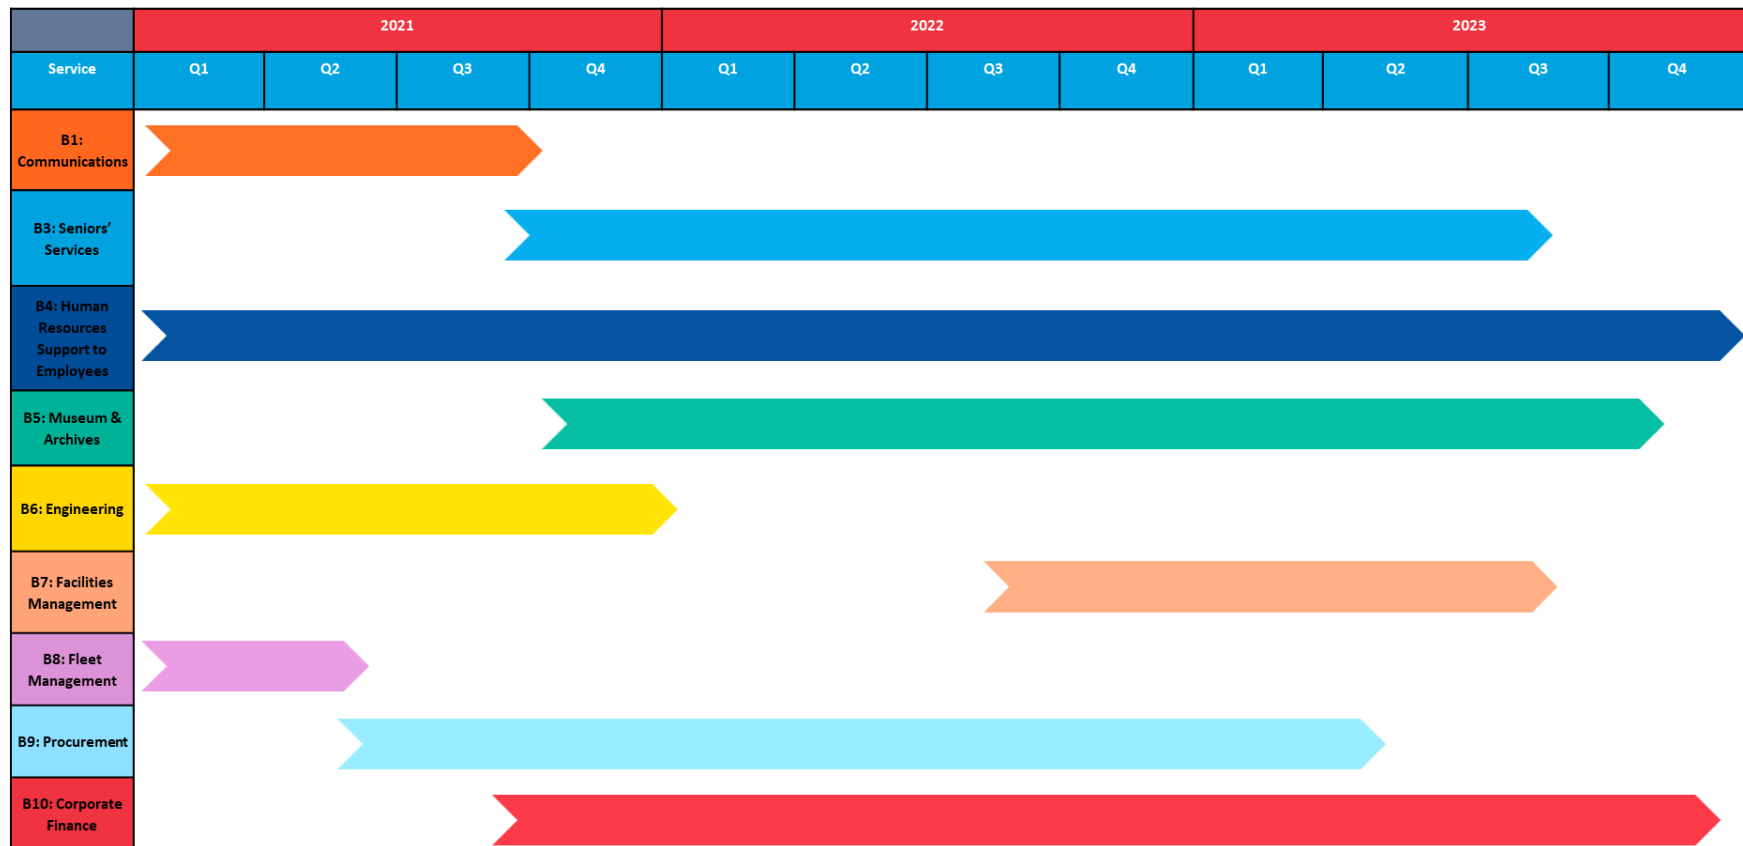 2021 2022 2023
Service Q1 Q2 Q3 Q4 Q1 Q2 Q3 Q4 Q1 Q2 Q3 Q4
B1:
Communications
B3: Seniors’
Services
B4: Human
Resources
Support to
Employees
B5: Museum &
Archives
B6: Engineering
B7: Facilities
Management
B8: Fleet
Management
B9: Procurement
B10: Corporate
Finance